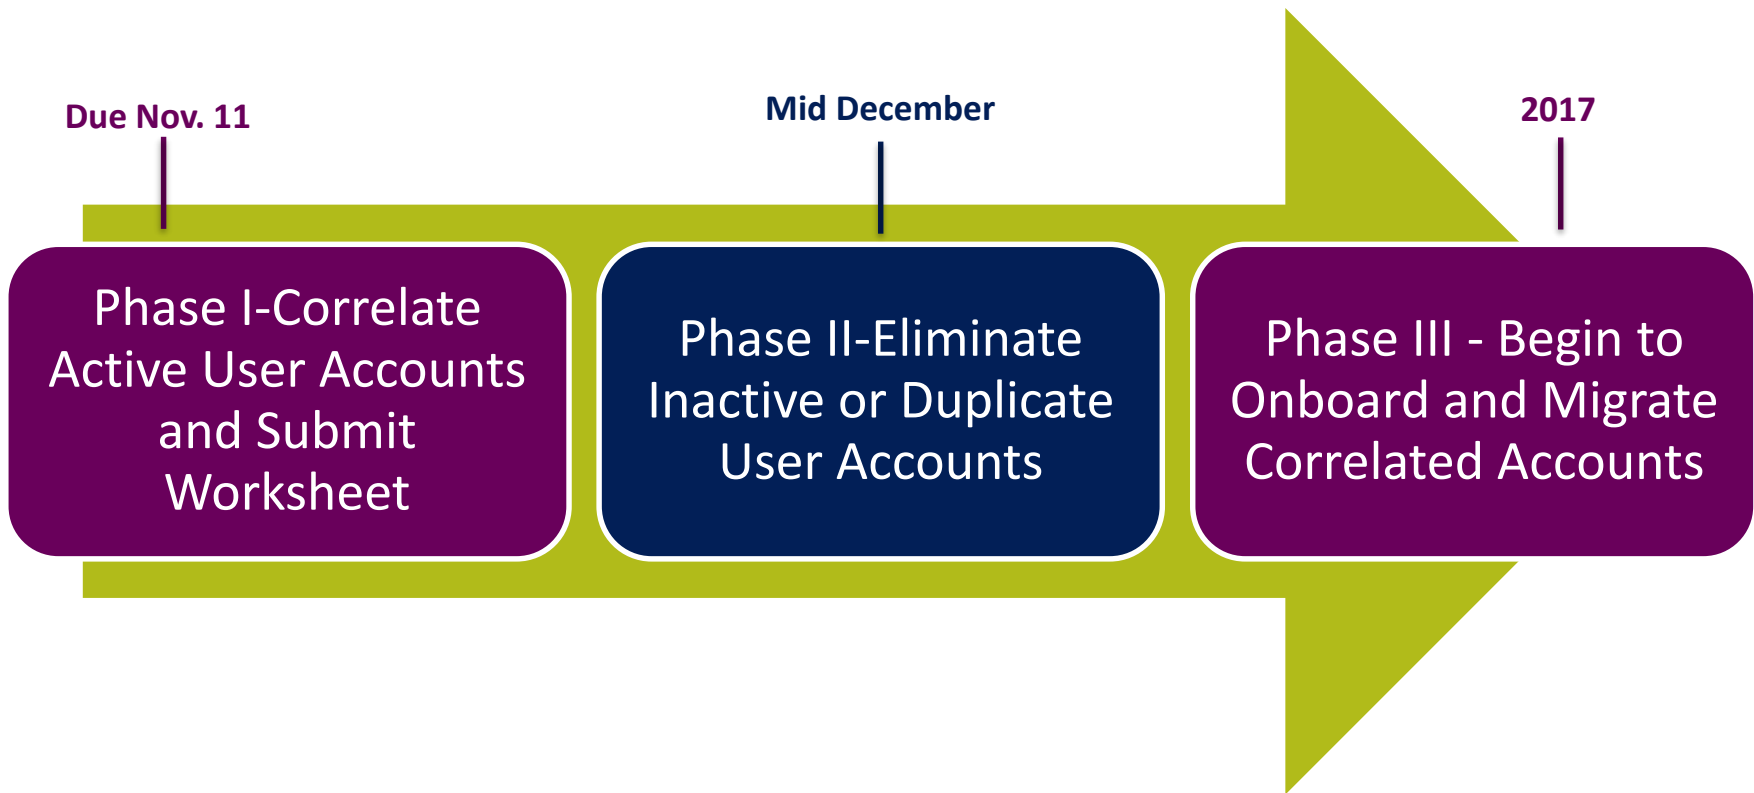 Due Nov. 11
Mid December
2017
Phase I-Correlate
Active User Accounts
and Submit
Worksheet
Phase II-Eliminate
Inactive or Duplicate
User Accounts
Phase III - Begin to
Onboard and Migrate
Correlated Accounts